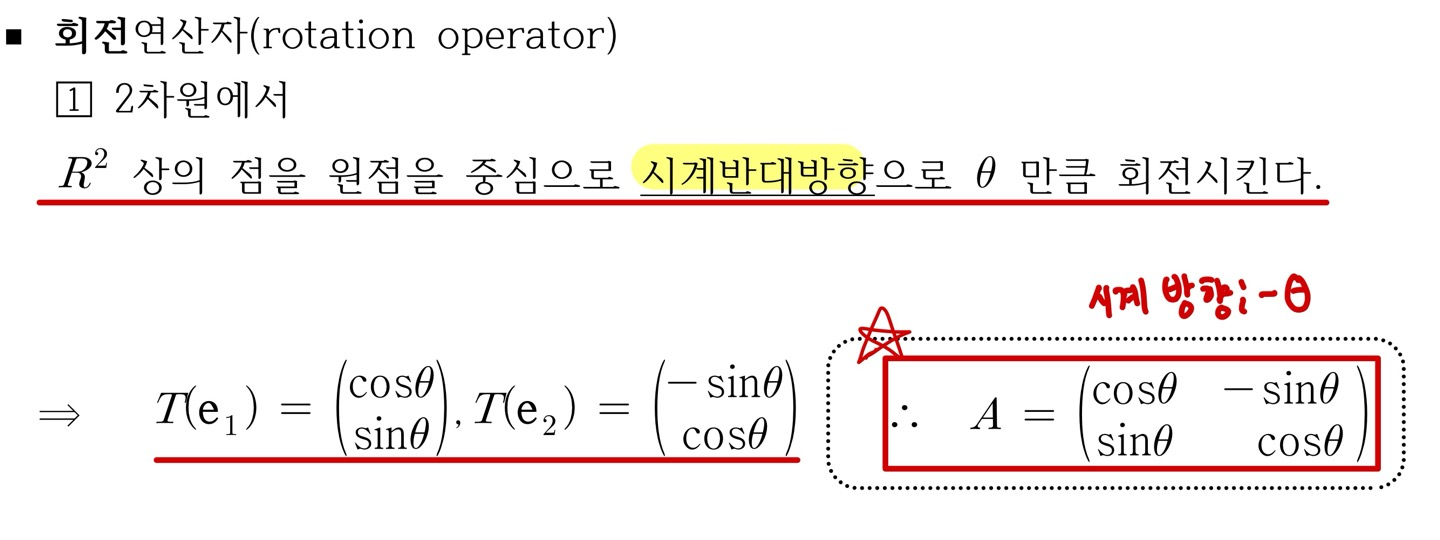 ■ 회전연산자(rotation operator)
1 2차원에서
R² 상의 점을 원점을 중심으로 시계반대방향으로 θ 만큼 회전시킨다.
시계 방향; -θ
⇒ T(e₁) = (cosθ sinθ), T(e₂) = (-sinθ cosθ) ∴ A = (cosθ -sinθ sinθ cosθ)